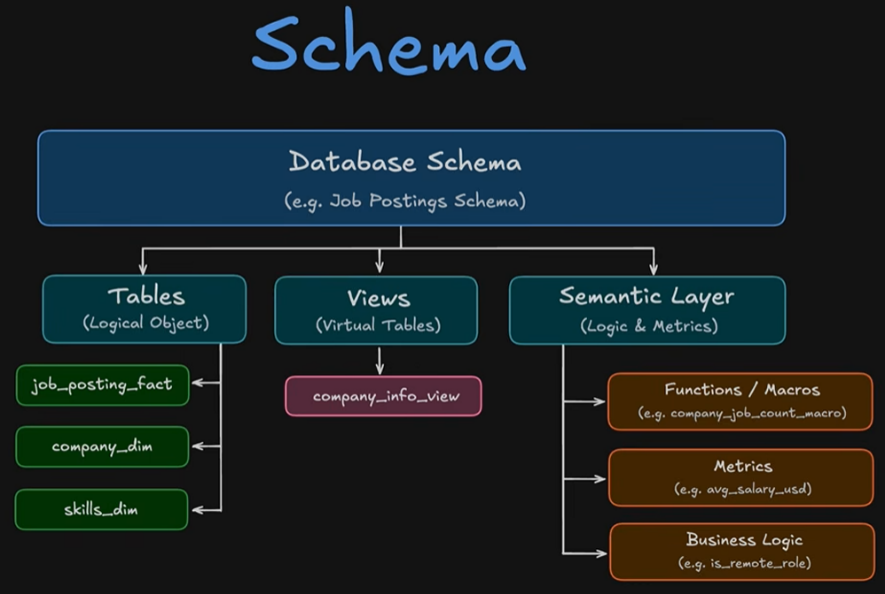 Schema
Database Schema
(e.g. Job Postings Schema)
Tables
(Logical Object)
job_posting_fact
company_dim
skills_dim
Views
(Virtual Tables)
company_info_view
Semantic Layer
(Logic & Metrics)
Functions / Macros
(e.g. company_job_count_macro)
Metrics
(e.g. avg_salary_usd)
Business Logic
(e.g. is_remote_role)